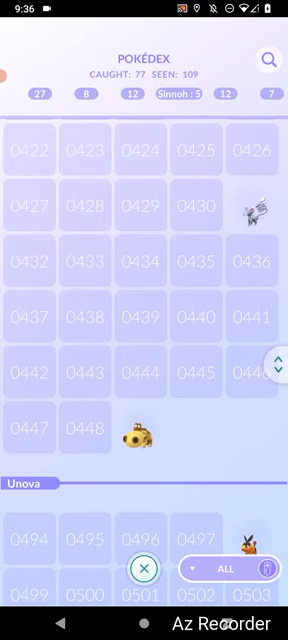 9:36
POKÉDEX
CAUGHT: 77 SEEN: 109
27 8 12 Sinnoh : 5 12 7
0422 0423 0424 0425 0426
0427 0428 0429 0430
0432 0433 0434 0435 0436
0437 0438 0439 0440 0441
0442 0443 0444 0445 0446
0447 0448
Unova
0494 0495 0496 0497
ALL
0499 0500 0501 0502 0503
Az Recorder